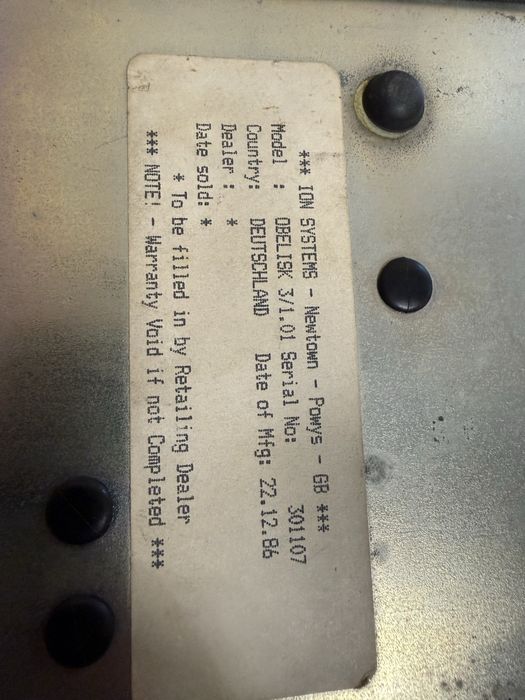 *** ION SYSTEMS - Newtown - Powys - GB ***
Model : OBELISK 3/1.01 Serial No: 301107
Country: DEUTSCHLAND Date of Mfg: 22.12.86
Dealer : *
Date sold: *
* To be filled in by Retailing Dealer
*** NOTE! - Warranty Void if not Completed ***